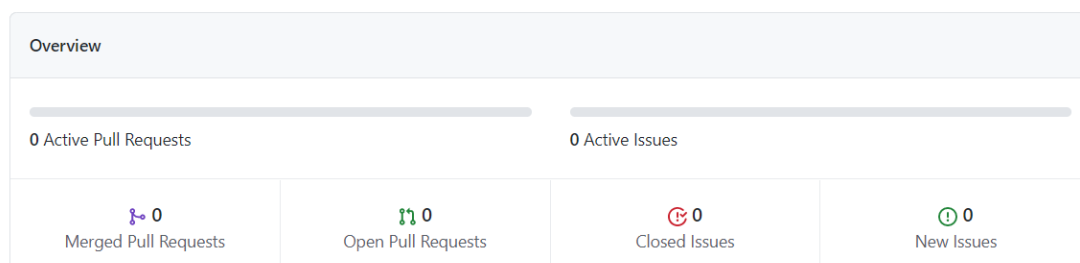 Overview
0 Active Pull Requests
0 Active Issues
0
Merged Pull Requests
0
Open Pull Requests
0
Closed Issues
0
New Issues